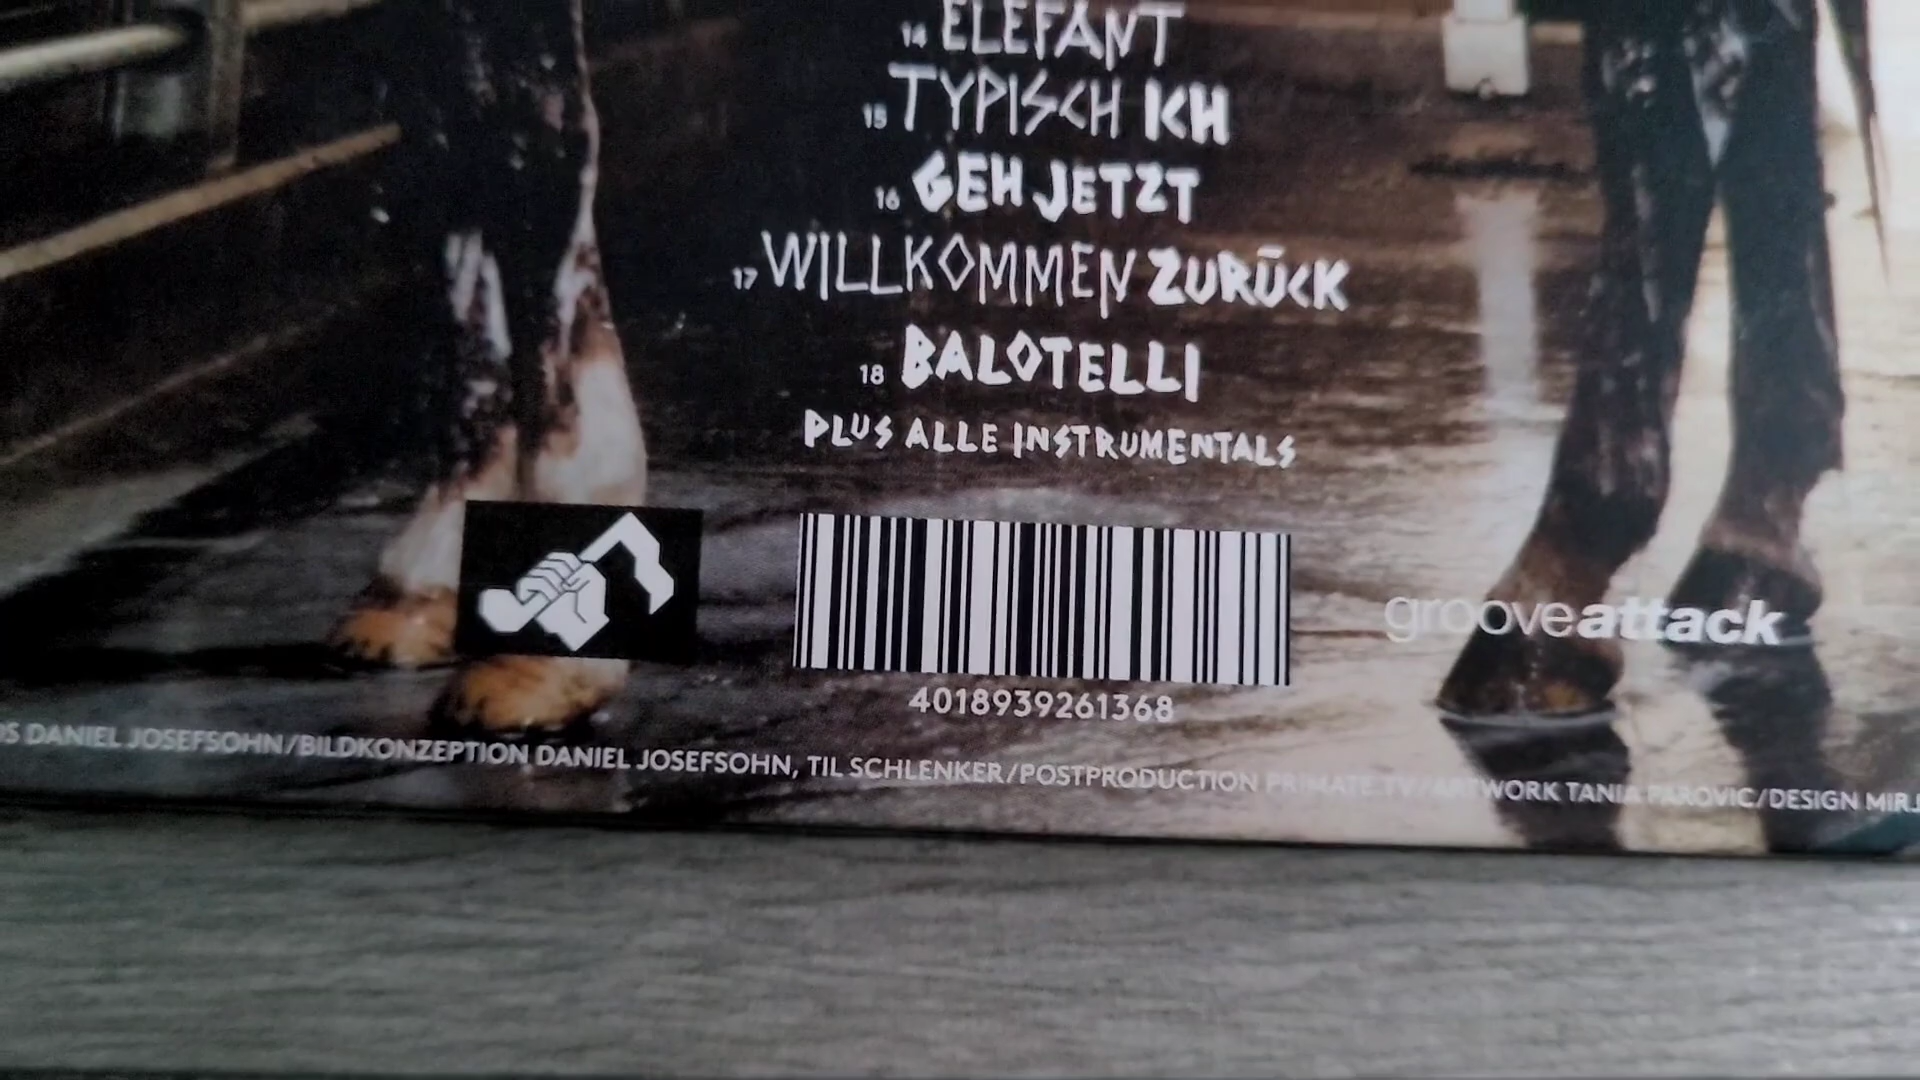 14 ELEFANT
15 TYPISCH ICH
16 GEH JETZT
17 WILLKOMMEN ZURÜCK
18 BALOTELLI
PLUS ALLE INSTRUMENTALS
grooveattack
4018939261368
DANIEL JOSEFSOHN/BILDKONZEPTION DANIEL JOSEFSOHN, TIL SCHLENKER/POSTPRODUCTION PRIMATE.TV/ARTWORK TANIA PAROVIC/DESIGN